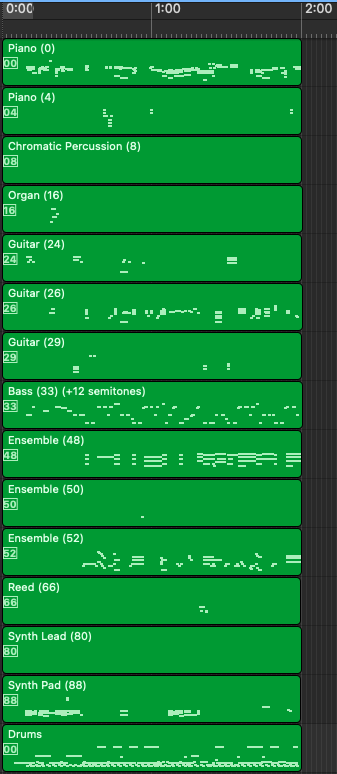 0:00 1:00 2:00
Piano (0)
00
Piano (4)
04
Chromatic Percussion (8)
08
Organ (16)
16
Guitar (24)
24
Guitar (26)
26
Guitar (29)
29
Bass (33) (+12 semitones)
33
Ensemble (48)
48
Ensemble (50)
50
Ensemble (52)
52
Reed (66)
66
Synth Lead (80)
80
Synth Pad (88)
88
Drums
00